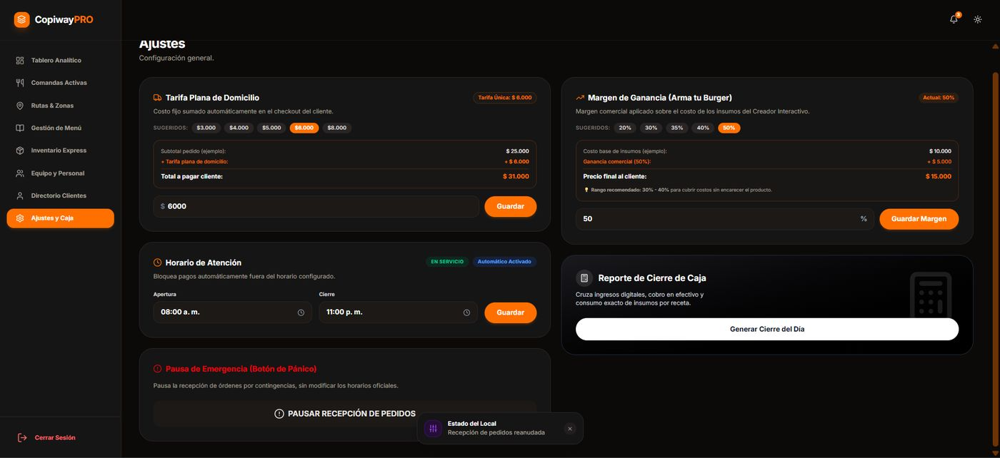 CopiwayPRO
3
Tablero Analítico
Comandas Activas
Rutas & Zonas
Gestión de Menú
Inventario Express
Equipo y Personal
Directorio Clientes
Ajustes y Caja
Cerrar Sesión
Ajustes
Configuración general.
Tarifa Plana de Domicilio
Tarifa Única: $ 6.000
Costo fijo sumado automáticamente en el checkout del cliente.
SUGERIDOS: $3.000 $4.000 $5.000 $6.000 $8.000
Subtotal pedido (ejemplo): $ 25.000
+ Tarifa plana de domicilio: + $ 6.000
Total a pagar cliente: $ 31.000
$ 6000
Guardar
Horario de Atención
EN SERVICIO
Automático Activado
Bloquea pagos automáticamente fuera del horario configurado.
Apertura
Cierre
08:00 a. m.
11:00 p. m.
Guardar
Pausa de Emergencia (Botón de Pánico)
Pausa la recepción de órdenes por contingencias, sin modificar los horarios oficiales.
PAUSAR RECEPCIÓN DE PEDIDOS
Margen de Ganancia (Arma tu Burger)
Actual: 50%
Margen comercial aplicado sobre el costo de los insumos del Creador Interactivo.
SUGERIDOS: 20% 30% 35% 40% 50%
Costo base de insumos (ejemplo): $ 10.000
Ganancia comercial (50%): + $ 5.000
Precio final al cliente: $ 15.000
💡 Rango recomendado: 30% - 40% para cubrir costos sin encarecer el producto.
50 %
Guardar Margen
Reporte de Cierre de Caja
Cruza ingresos digitales, cobro en efectivo y
consumo exacto de insumos por receta.
Generar Cierre del Día
Estado del Local
Recepción de pedidos reanudada